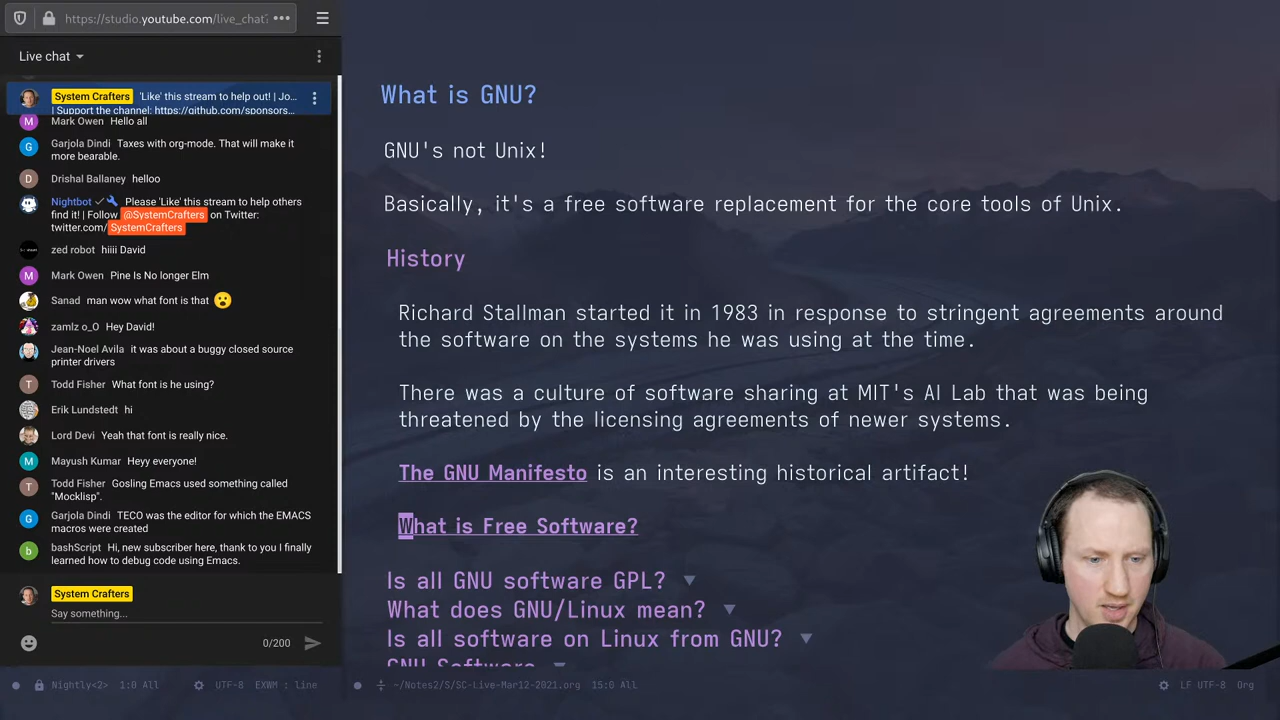 https://studio.youtube.com/live_chat?
Live chat
System Crafters 'Like' this stream to help out! | Jo...
| Support the channel: https://github.com/sponsors...
Mark Owen Hello all
Garjola Dindi Taxes with org-mode. That will make it
more bearable.
Drishal Ballaney helloo
Nightbot Please 'Like' this stream to help others
find it! | Follow @SystemCrafters on Twitter:
twitter.com/SystemCrafters
zed robot hiiii David
Mark Owen Pine Is No longer Elm
Sanad man wow what font is that 😮
zamlz o_O Hey David!
Jean-Noel Avila it was about a buggy closed source
printer drivers
Todd Fisher What font is he using?
Erik Lundstedt hi
Lord Devi Yeah that font is really nice.
Mayush Kumar Heyy everyone!
Todd Fisher Gosling Emacs used something called
"Mocklisp".
Garjola Dindi TECO was the editor for which the EMACS
macros were created
bashScript Hi, new subscriber here, thank to you I finally
learned how to debug code using Emacs.
System Crafters
Say something...
0/200
Nightly<2> 1:0 All
UTF-8 EXWM : line
What is GNU?
GNU's not Unix!
Basically, it's a free software replacement for the core tools of Unix.
History
Richard Stallman started it in 1983 in response to stringent agreements around
the software on the systems he was using at the time.
There was a culture of software sharing at MIT's AI Lab that was being
threatened by the licensing agreements of newer systems.
The GNU Manifesto is an interesting historical artifact!
What is Free Software?
Is all GNU software GPL? ▼
What does GNU/Linux mean? ▼
Is all software on Linux from GNU? ▼
GNU Software ▼
~/Notes2/S/SC-Live-Mar12-2021.org 15:0 All
LF UTF-8 Org